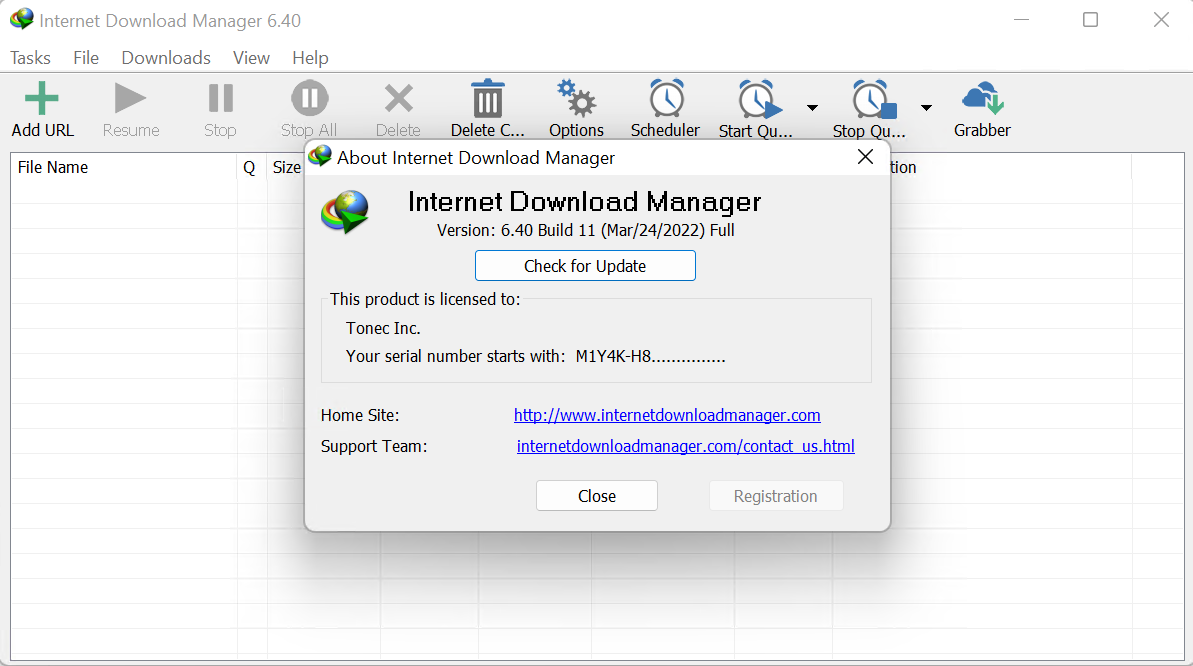 Internet Download Manager 6.40
Tasks File Downloads View Help
Add URL Resume Stop Stop All Delete Delete C... Options Scheduler Start Qu... Stop Qu... Grabber
File Name Q Size tion
About Internet Download Manager
Internet Download Manager
Version: 6.40 Build 11 (Mar/24/2022) Full
Check for Update
This product is licensed to:
Tonec Inc.
Your serial number starts with: M1Y4K-H8...............
Home Site: http://www.internetdownloadmanager.com
Support Team: internetdownloadmanager.com/contact_us.html
Close Registration